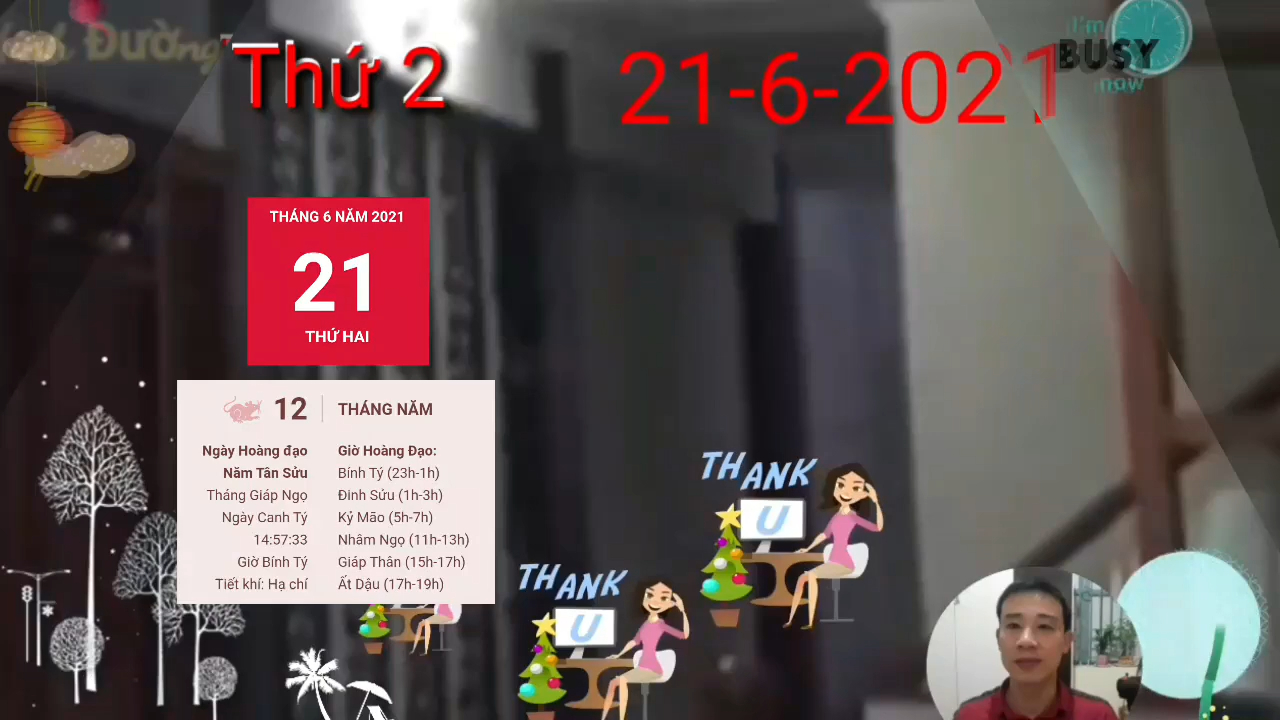 Đường
Thứ 2
21-6-2021
I'm
BUSY
now
THÁNG 6 NĂM 2021
21
THỨ HAI
12 THÁNG NĂM
Ngày Hoàng đạo
Năm Tân Sửu
Tháng Giáp Ngọ
Ngày Canh Tý
14:57:33
Giờ Bính Tý
Tiết khí: Hạ chí
Giờ Hoàng Đạo:
Bính Tý (23h-1h)
Đinh Sửu (1h-3h)
Kỷ Mão (5h-7h)
Nhâm Ngọ (11h-13h)
Giáp Thân (15h-17h)
Ất Dậu (17h-19h)
THANK
U
THANK
U